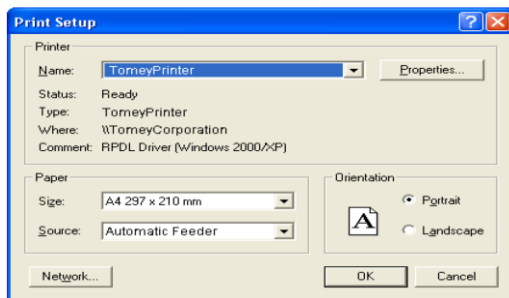 Print Setup
Printer
Name: TomeyPrinter Properties...
Status: Ready
Type: TomeyPrinter
Where: \\TomeyCorporation
Comment: RPDL Driver (Windows 2000/XP)
Paper
Size: A4 297 x 210 mm
Source: Automatic Feeder
Orientation
A
Portrait
Landscape
Network... OK Cancel